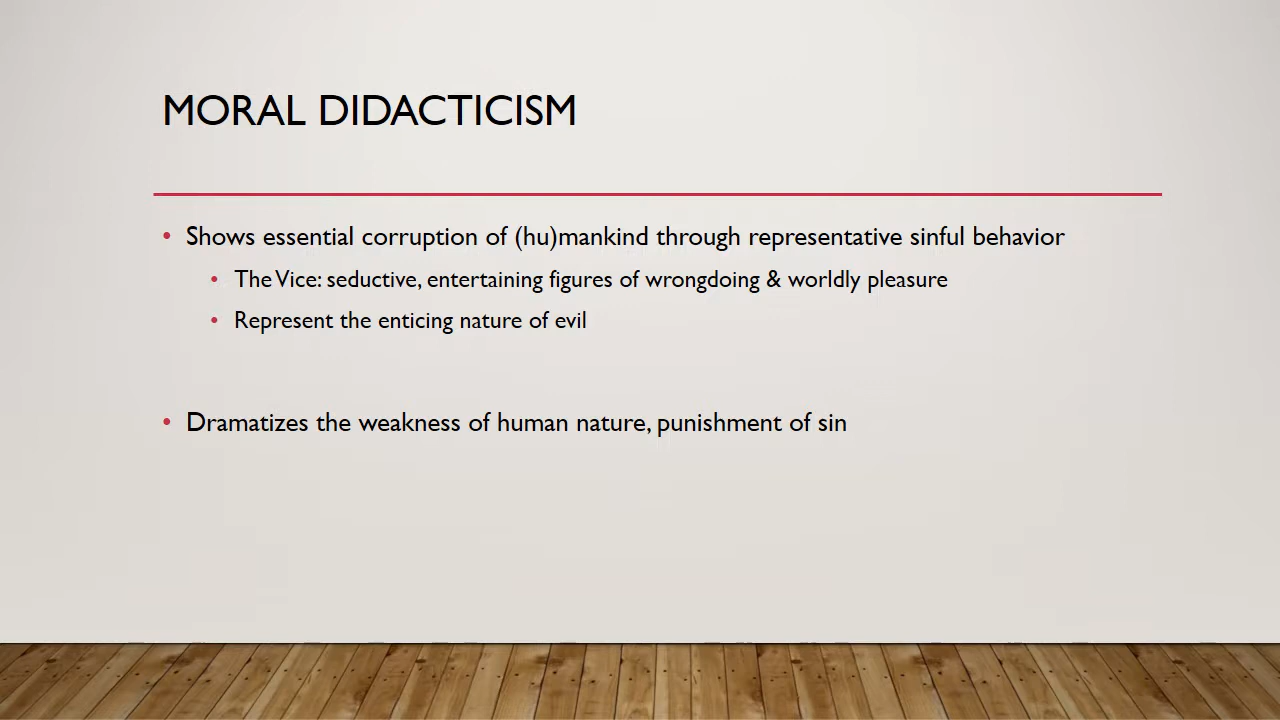 MORAL DIDACTICISM
• Shows essential corruption of (hu)mankind through representative sinful behavior
• The Vice: seductive, entertaining figures of wrongdoing & worldly pleasure
• Represent the enticing nature of evil
• Dramatizes the weakness of human nature, punishment of sin